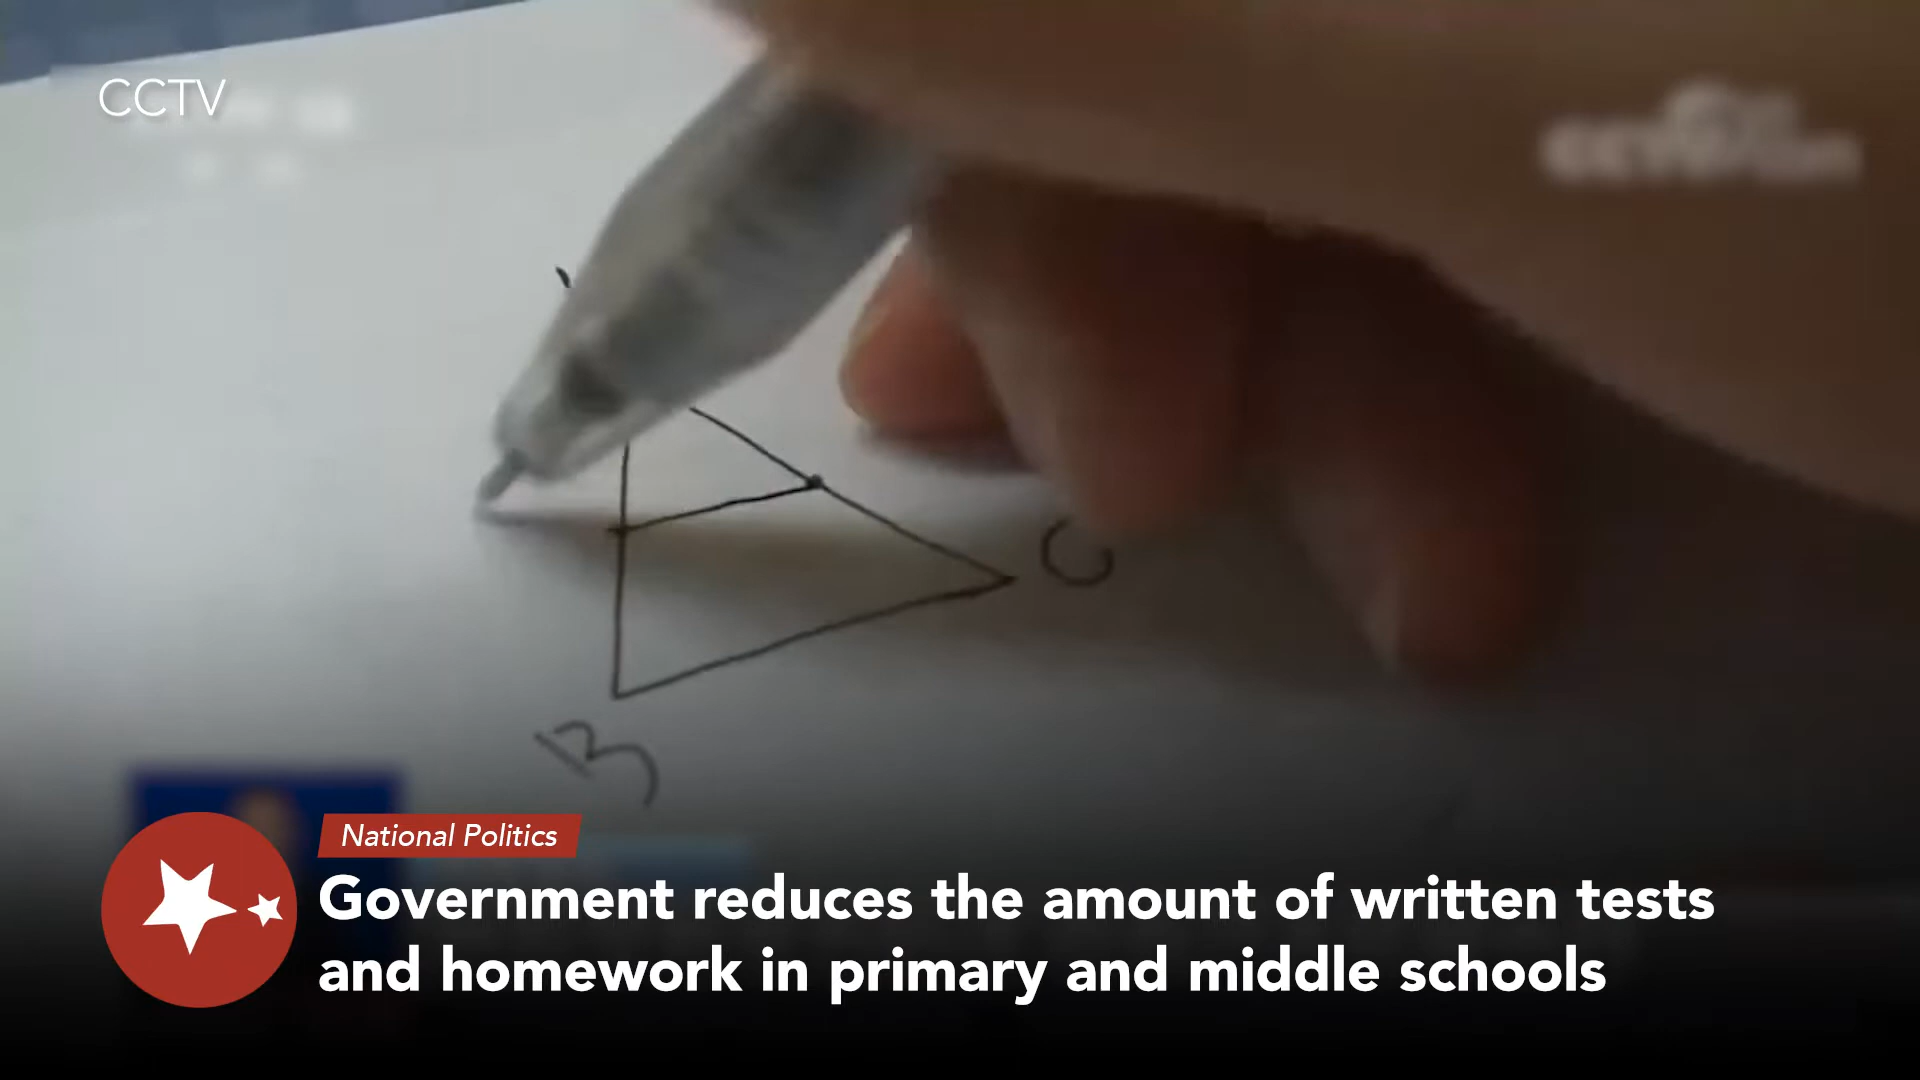 CCTV
C
B
National Politics
Government reduces the amount of written tests
and homework in primary and middle schools